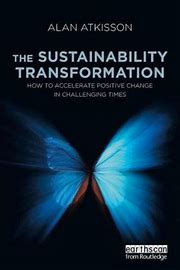 ALAN ATKISSON
THE SUSTAINABILITY
TRANSFORMATION
HOW TO ACCELERATE POSITIVE CHANGE
IN CHALLENGING TIMES
earthscan
from Routledge